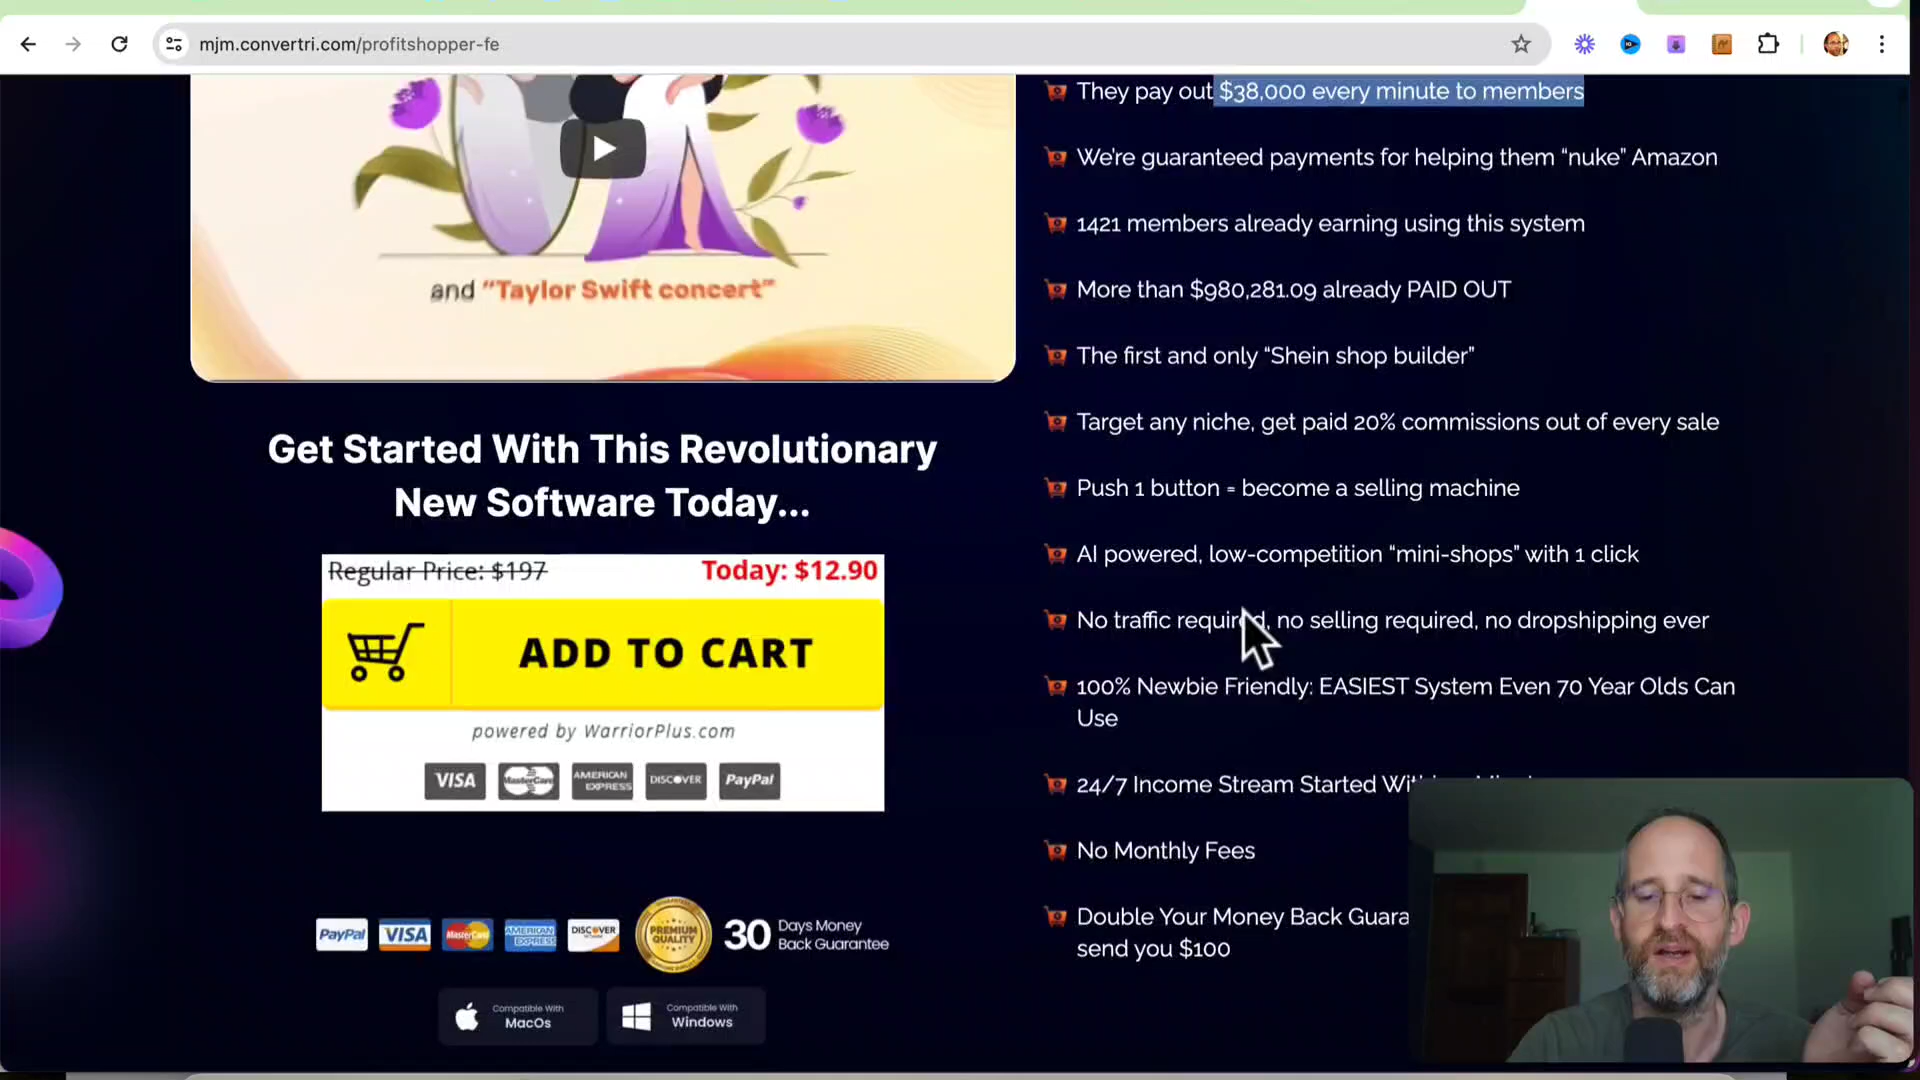 mjm.convertri.com/profitshopper-fe
and “Taylor Swift concert”
Get Started With This Revolutionary
New Software Today...
Regular Price: $197
Today: $12.90
ADD TO CART
powered by WarriorPlus.com
VISA
MasterCard
AMERICAN EXPRESS
DISCOVER
PayPal
PayPal
VISA
MasterCard
AMERICAN EXPRESS
DISCOVER
PREMIUM
QUALITY
30
Days Money
Back Guarantee
Compatible With
MacOs
Compatible With
Windows
They pay out $38,000 every minute to members
We're guaranteed payments for helping them “nuke” Amazon
1421 members already earning using this system
More than $980,281.09 already PAID OUT
The first and only “Shein shop builder”
Target any niche, get paid 20% commissions out of every sale
Push 1 button = become a selling machine
AI powered, low-competition “mini-shops” with 1 click
No traffic required, no selling required, no dropshipping ever
100% Newbie Friendly: EASIEST System Even 70 Year Olds Can
Use
24/7 Income Stream Started
No Monthly Fees
Double Your Money Back
send you $100